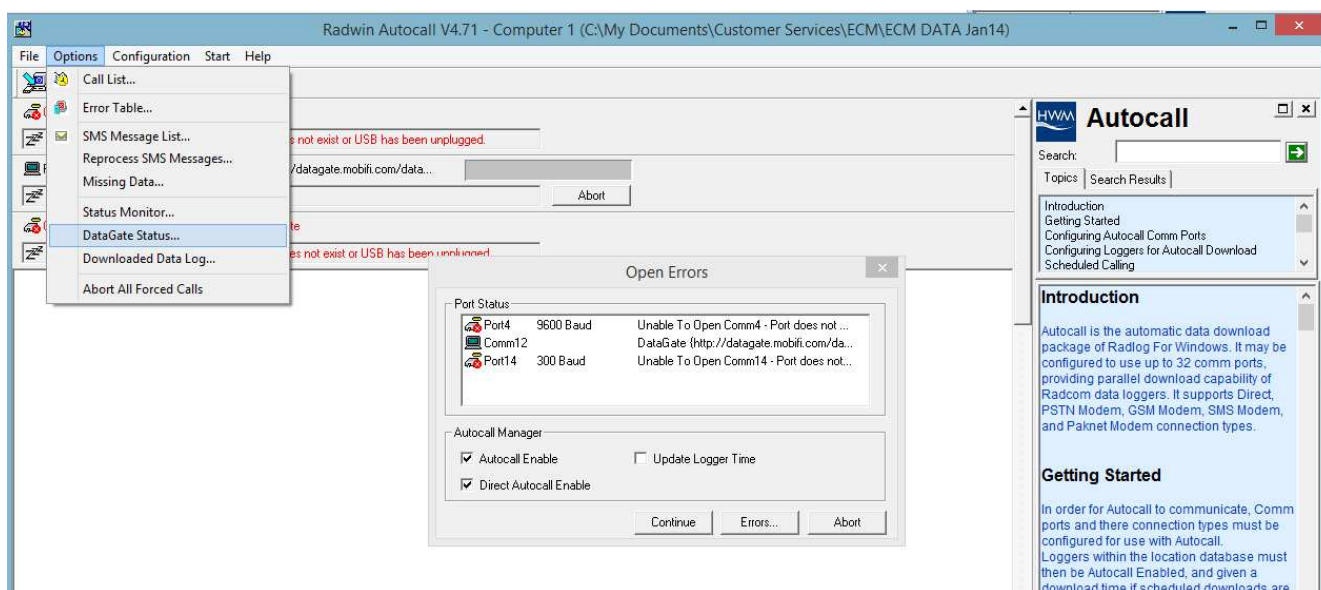 Radwin Autocall V4.71 - Computer 1 (C:\My Documents\Customer Services\ECM\ECM DATA Jan14)
File Options Configuration Start Help
Call List...
Error Table...
SMS Message List...
Reprocess SMS Messages...
Missing Data...
Status Monitor...
DataGate Status...
Downloaded Data Log...
Abort All Forced Calls
s not exist or USB has been unplugged.
/datagate.mobifi.com/data...
Abort
te
es not exist or USB has been unplugged
Open Errors
Port Status
Port4 9600 Baud Unable To Open Comm4 - Port does not ...
Comm12 DataGate {http://datagate.mobifi.com/da...
Port14 300 Baud Unable To Open Comm14 - Port does not...
Autocall Manager
Autocall Enable Update Logger Time
Direct Autocall Enable
Continue Errors... Abort
HWM Autocall
Search:
Topics Search Results
Introduction
Getting Started
Configuring Autocall Comm Ports
Configuring Loggers for Autocall Download
Scheduled Calling
Introduction
Autocall is the automatic data download
package of Radlog For Windows. It may be
configured to use up to 32 comm ports,
providing parallel download capability of
Radcom data loggers. It supports Direct,
PSTN Modem, GSM Modem, SMS Modem,
and Paknet Modem connection types.
Getting Started
In order for Autocall to communicate, Comm
ports and there connection types must be
configured for use with Autocall.
Loggers within the location database must
then be Autocall Enabled, and given a
download time if scheduled downloads are